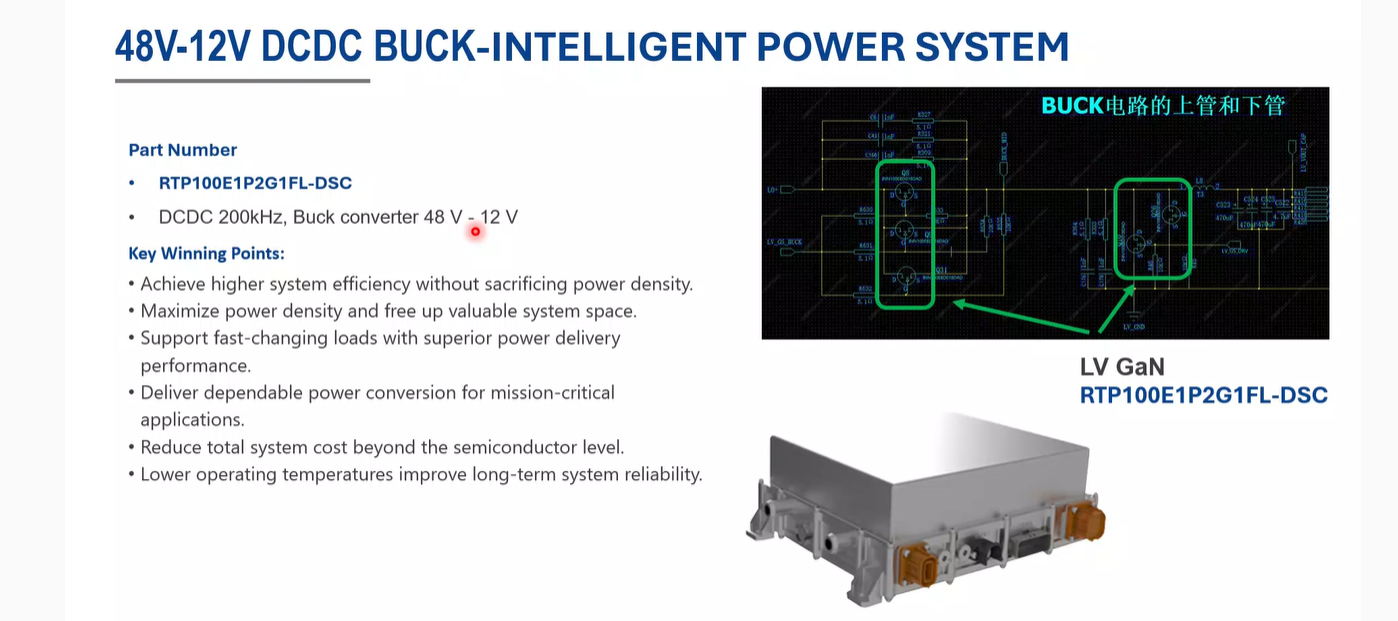 48V-12V DCDC BUCK-INTELLIGENT POWER SYSTEM
BUCK电路的上管和下管
Part Number
• RTP100E1P2G1FL-DSC
• DCDC 200kHz, Buck converter 48 V - 12 V
Key Winning Points:
• Achieve higher system efficiency without sacrificing power density.
• Maximize power density and free up valuable system space.
• Support fast-changing loads with superior power delivery
performance.
• Deliver dependable power conversion for mission-critical
applications.
• Reduce total system cost beyond the semiconductor level.
• Lower operating temperatures improve long-term system reliability.
BUCK_MID
LV_GS_BUCK
LV_GND
LV GaN
RTP100E1P2G1FL-DSC